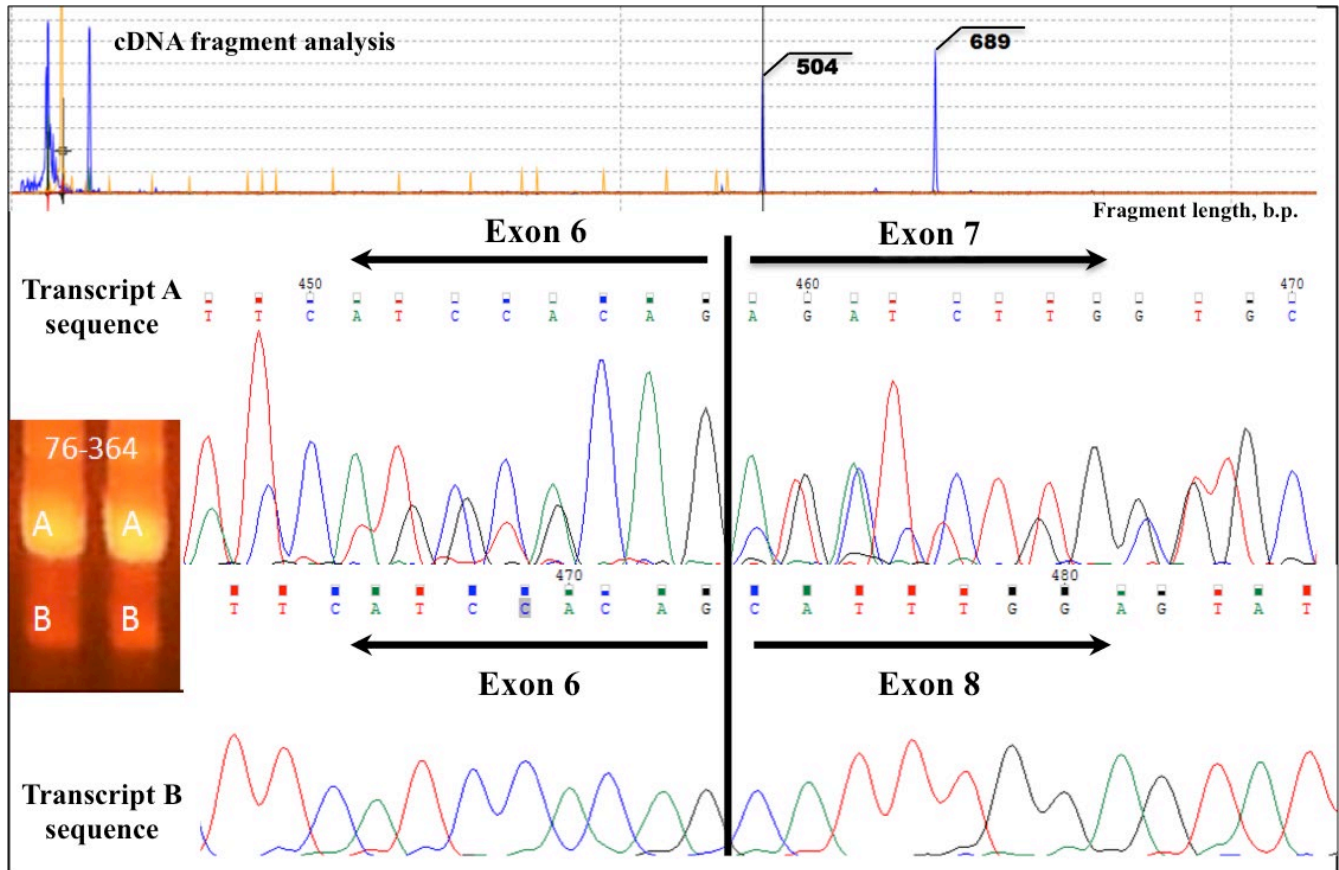 cDNA fragment analysis
504
689
Fragment length, b.p.
Exon 6
Exon 7
Transcript A
sequence
450 460 470
T T C A T C C A C A G A G A T C T T G G T G C
76-364
A A
B B
470 480
T T C A T C C A C A G C A T T T G G A G T A T
Exon 6
Exon 8
Transcript B
sequence